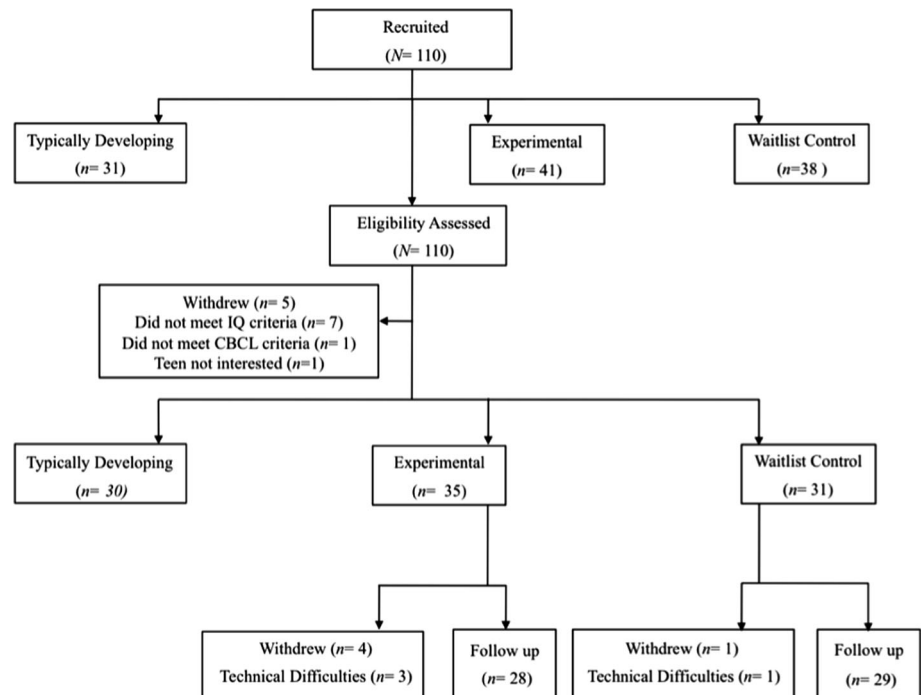 Recruited
(N= 110)
Typically Developing
(n= 31)
Experimental
(n= 41)
Waitlist Control
(n=38 )
Eligibility Assessed
(N= 110)
Withdrew (n= 5)
Did not meet IQ criteria (n= 7)
Did not meet CBCL criteria (n= 1)
Teen not interested (n=1)
Typically Developing
(n= 30)
Experimental
(n= 35)
Waitlist Control
(n= 31)
Withdrew (n= 4)
Technical Difficulties (n= 3)
Follow up
(n= 28)
Withdrew (n= 1)
Technical Difficulties (n= 1)
Follow up
(n= 29)